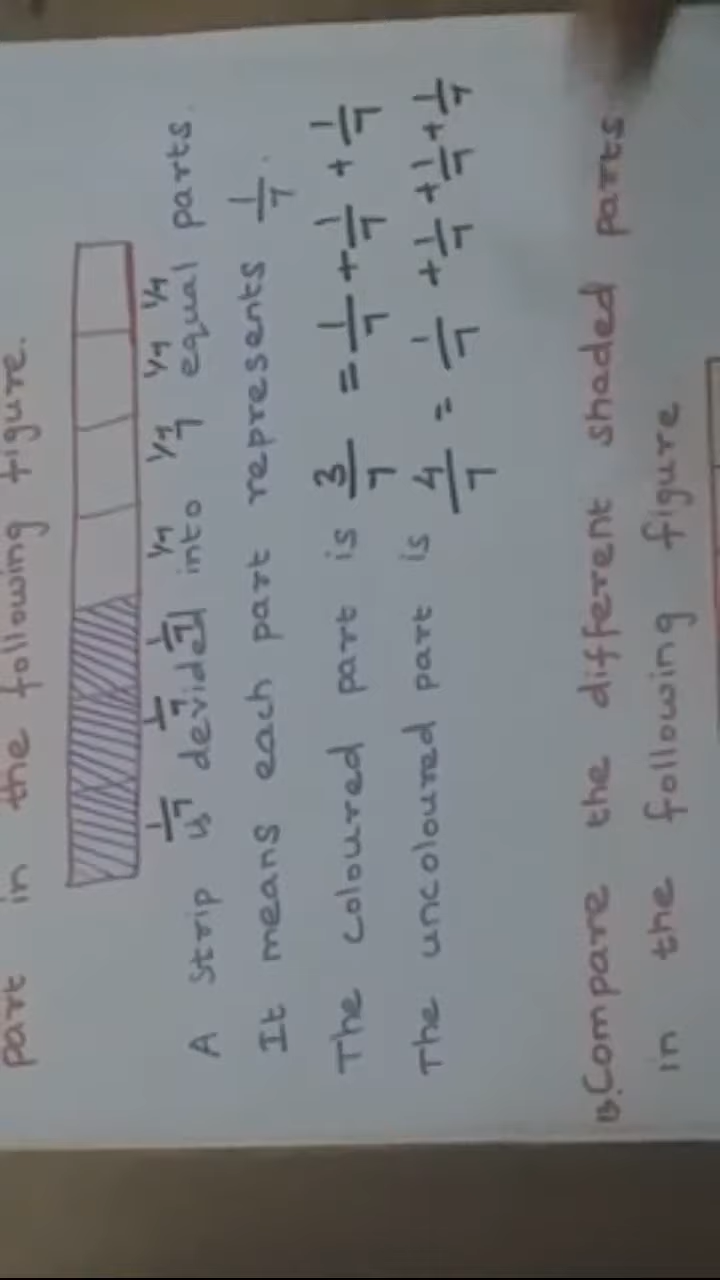 part in the following figure.
1/7 1/7 1/7 1/7 1/7 1/7 1/7
A strip is devided into 7 equal parts.
It means each part represents 1/7.
The coloured part is 3/7 = 1/7 + 1/7 + 1/7
The uncoloured part is 4/7 = 1/7 + 1/7 + 1/7 + 1/7
B. Compare the different shaded parts
in the following figure